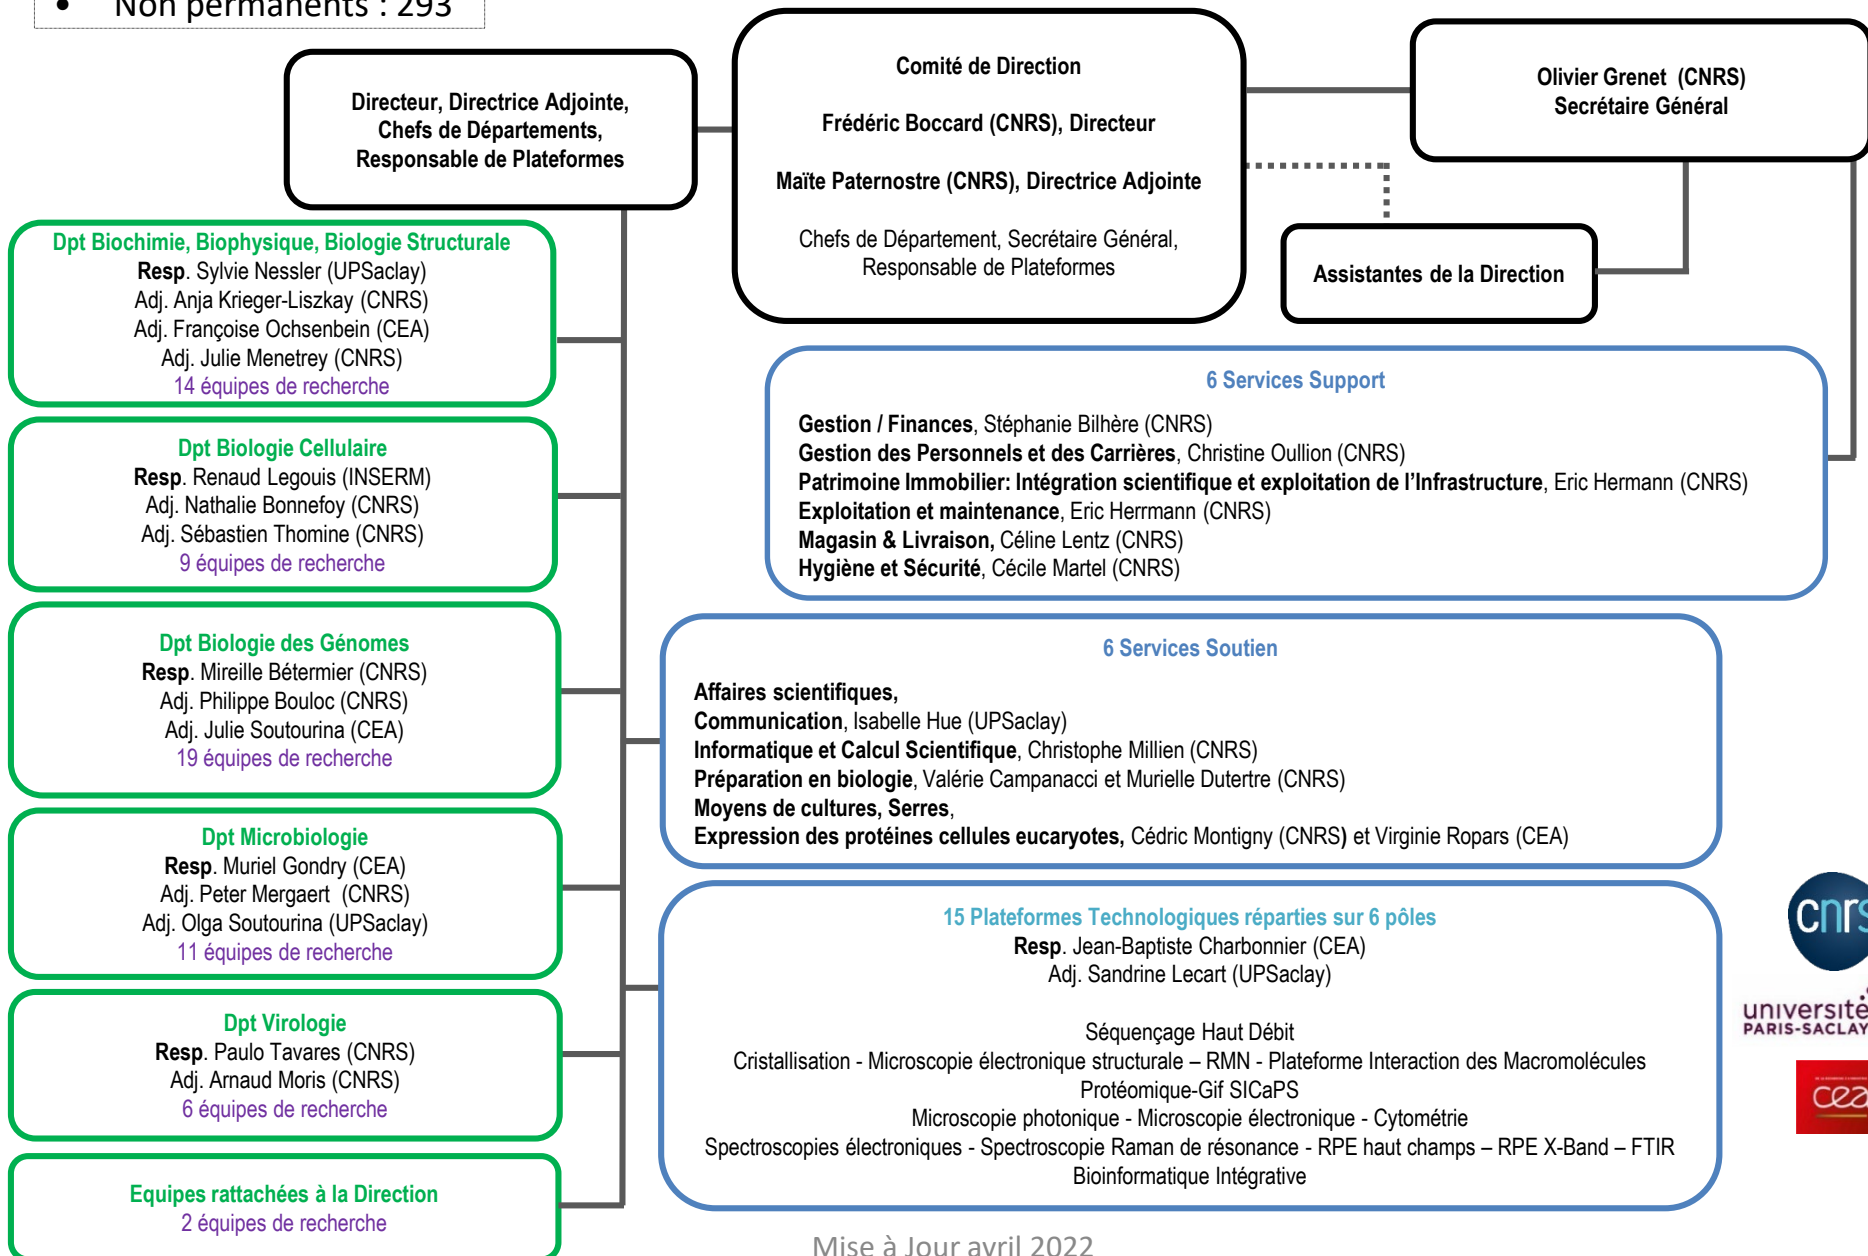 • Non permanents : 293
Directeur, Directrice Adjointe,
Chefs de Départements,
Responsable de Plateformes
Comité de Direction
Frédéric Boccard (CNRS), Directeur
Maïte Paternostre (CNRS), Directrice Adjointe
Chefs de Département, Secrétaire Général,
Responsable de Plateformes
Olivier Grenet (CNRS)
Secrétaire Général
Assistantes de la Direction
Dpt Biochimie, Biophysique, Biologie Structurale
Resp. Sylvie Nessler (UPSaclay)
Adj. Anja Krieger-Liszkay (CNRS)
Adj. Françoise Ochsenbein (CEA)
Adj. Julie Menetrey (CNRS)
14 équipes de recherche
Dpt Biologie Cellulaire
Resp. Renaud Legouis (INSERM)
Adj. Nathalie Bonnefoy (CNRS)
Adj. Sébastien Thomine (CNRS)
9 équipes de recherche
Dpt Biologie des Génomes
Resp. Mireille Bétermier (CNRS)
Adj. Philippe Bouloc (CNRS)
Adj. Julie Soutourina (CEA)
19 équipes de recherche
Dpt Microbiologie
Resp. Muriel Gondry (CEA)
Adj. Peter Mergaert (CNRS)
Adj. Olga Soutourina (UPSaclay)
11 équipes de recherche
Dpt Virologie
Resp. Paulo Tavares (CNRS)
Adj. Arnaud Moris (CNRS)
6 équipes de recherche
Equipes rattachées à la Direction
2 équipes de recherche
6 Services Support
Gestion / Finances, Stéphanie Bilhère (CNRS)
Gestion des Personnels et des Carrières, Christine Oullion (CNRS)
Patrimoine Immobilier: Intégration scientifique et exploitation de l'Infrastructure, Eric Hermann (CNRS)
Exploitation et maintenance, Eric Herrmann (CNRS)
Magasin & Livraison, Céline Lentz (CNRS)
Hygiène et Sécurité, Cécile Martel (CNRS)
6 Services Soutien
Affaires scientifiques,
Communication, Isabelle Hue (UPSaclay)
Informatique et Calcul Scientifique, Christophe Millien (CNRS)
Préparation en biologie, Valérie Campanacci et Murielle Dutertre (CNRS)
Moyens de cultures, Serres,
Expression des protéines cellules eucaryotes, Cédric Montigny (CNRS) et Virginie Ropars (CEA)
15 Plateformes Technologiques réparties sur 6 pôles
Resp. Jean-Baptiste Charbonnier (CEA)
Adj. Sandrine Lecart (UPSaclay)
Séquençage Haut Débit
Cristallisation - Microscopie électronique structurale – RMN - Plateforme Interaction des Macromolécules
Protéomique-Gif SICaPS
Microscopie photonique - Microscopie électronique - Cytométrie
Spectroscopies électroniques - Spectroscopie Raman de résonance - RPE haut champs – RPE X-Band – FTIR
Bioinformatique Intégrative
cnrs
université
PARIS-SACLAY
cea
Mise à Jour avril 2022